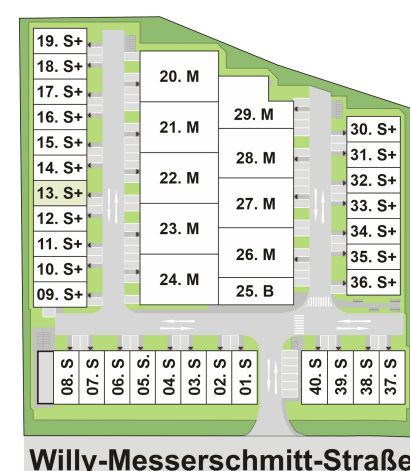 19. S+
18. S+
17. S+
16. S+
15. S+
14. S+
13. S+
12. S+
11. S+
10. S+
09. S+
20. M
21. M
22. M
23. M
24. M
29. M
28. M
27. M
26. M
25. B
30. S+
31. S+
32. S+
33. S+
34. S+
35. S+
36. S+
08. S
07. S
06. S
05. S.
04. S
03. S
02. S
01. S
40. S
39. S
38. S
37. S
Willy-Messerschmitt-Straße